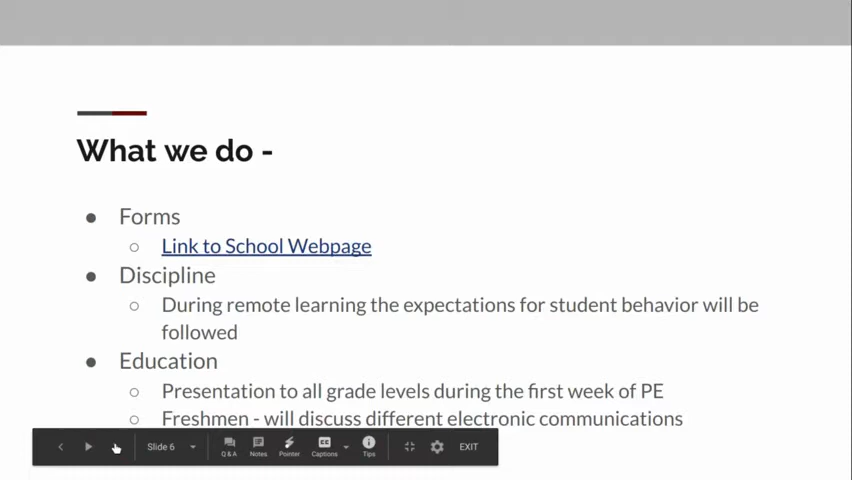 What we do -
● Forms
○ Link to School Webpage
● Discipline
○ During remote learning the expectations for student behavior will be
followed
● Education
○ Presentation to all grade levels during the first week of PE
○ Freshmen - will discuss different electronic communications
Slide 6 Q & A Notes Pointer CC Captions Tips EXIT